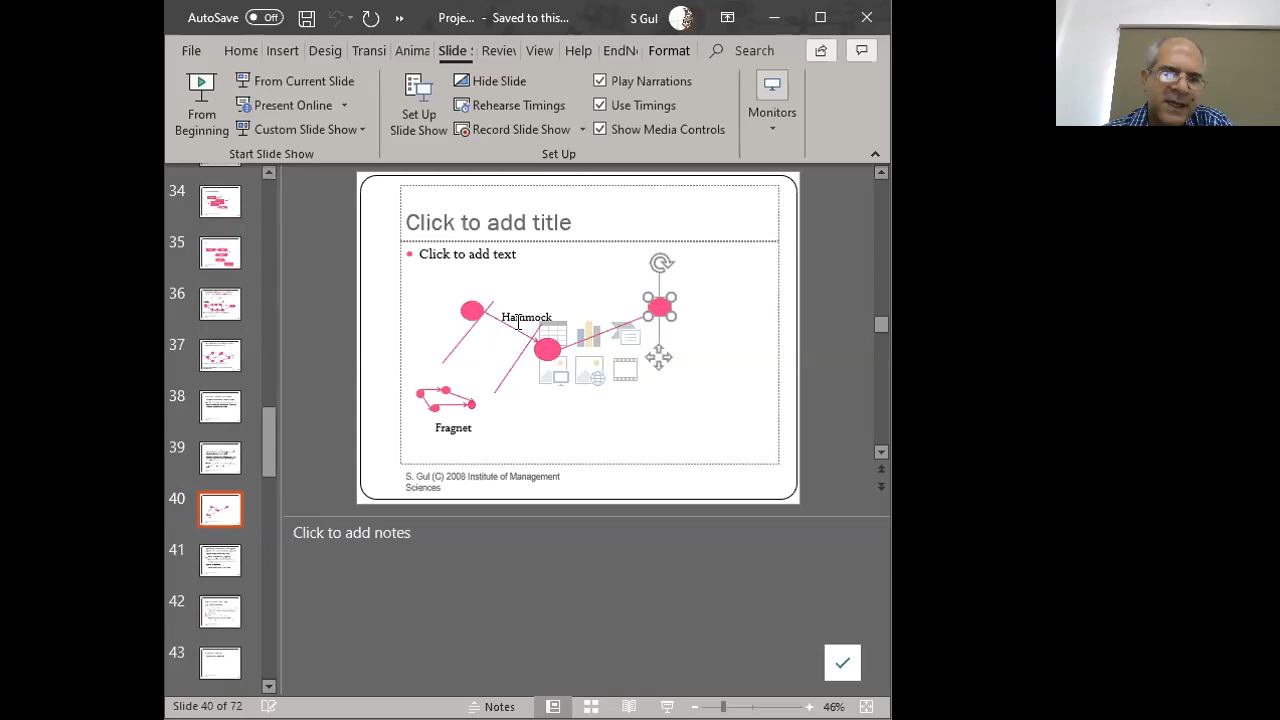 AutoSave Off Proje... - Saved to this... S Gul
File Home Insert Desig Transi Anima Slide Reviev View Help EndN Format Search
From Beginning
From Current Slide
Present Online
Custom Slide Show
Start Slide Show
Set Up Slide Show
Hide Slide
Rehearse Timings
Record Slide Show
Play Narrations
Use Timings
Show Media Controls
Set Up
Monitors
34
35
36
37
38
39
40
41
42
43
Click to add title
Click to add text
Hammock
Fragnet
S. Gul (C) 2008 Institute of Management
Sciences
Click to add notes
Slide 40 of 72 Notes 46%